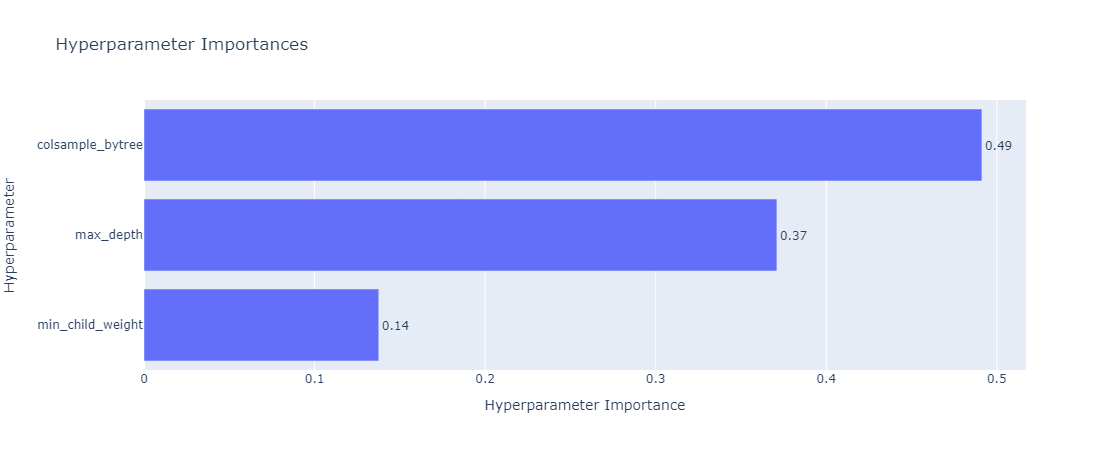 Hyperparameter Importances
Hyperparameter
colsample_bytree
0.49
max_depth
0.37
min_child_weight
0.14
0 0.1 0.2 0.3 0.4 0.5
Hyperparameter Importance